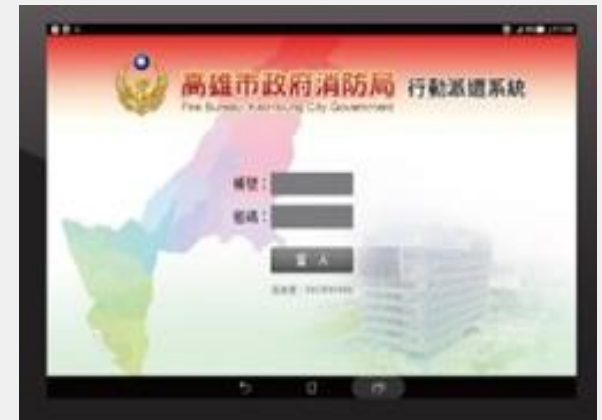 高雄市政府消防局 行動派遣系統
Fire Bureau Kaohsiung City Government
帳號：
密碼：
登 入